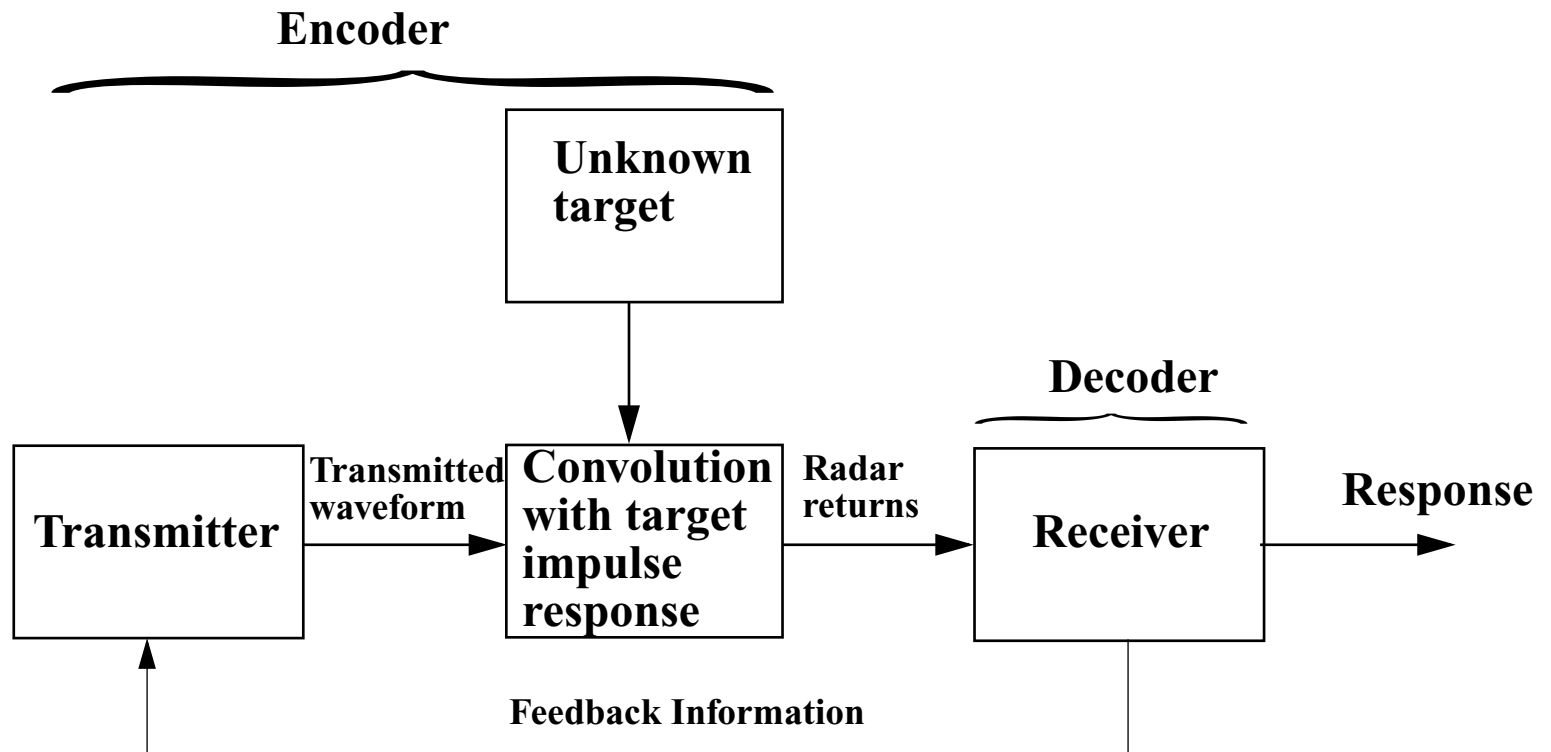 Encoder
Unknown
target
Decoder
Transmitter
Transmitted
waveform
Convolution
with target
impulse
response
Radar
returns
Receiver
Response
Feedback Information